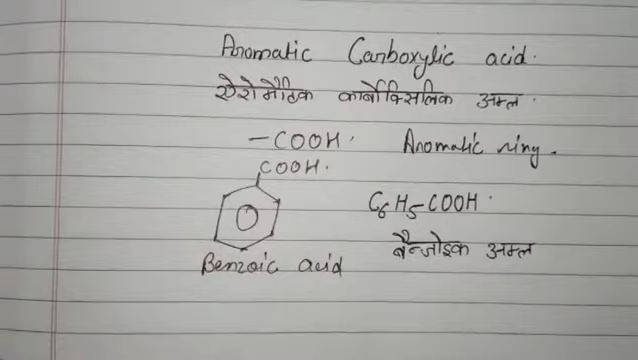 Aromatic Carboxylic acid.
ऐरोमैटिक कार्बोक्सिलिक अम्ल.
-COOH. Aromatic ring.
COOH.
C6H5-COOH.
Benzoic acid बैन्जोइक अम्ल